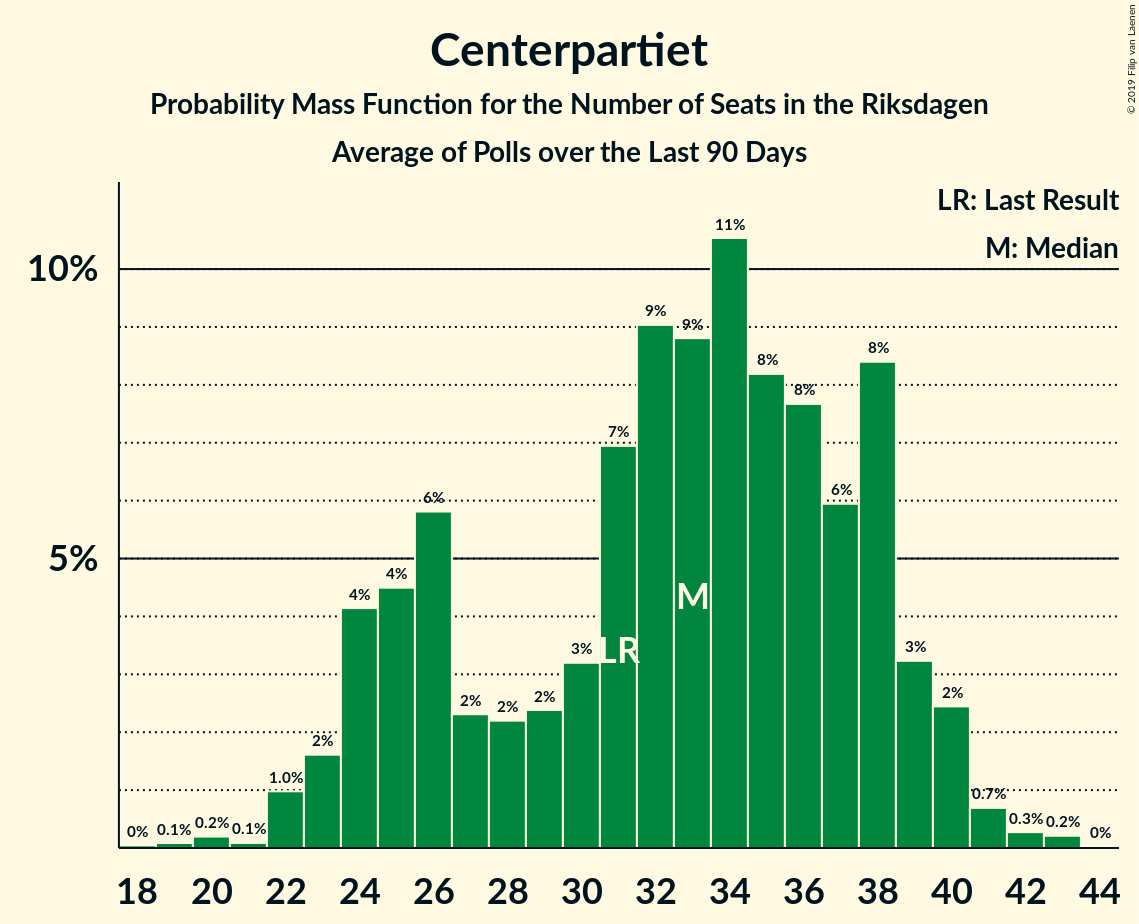 Centerpartiet
Probability Mass Function for the Number of Seats in the Riksdagen
Average of Polls over the Last 90 Days
© 2019 Filip van Laenen
LR: Last Result
M: Median
10%
5%
0% 0.1% 0.2% 0.1% 1.0% 2% 4% 4% 6% 2% 2% 2% 3% 7% 9% 9% 11% 8% 8% 6% 8% 3% 2% 0.7% 0.3% 0.2% 0%
LR M
18 20 22 24 26 28 30 32 34 36 38 40 42 44